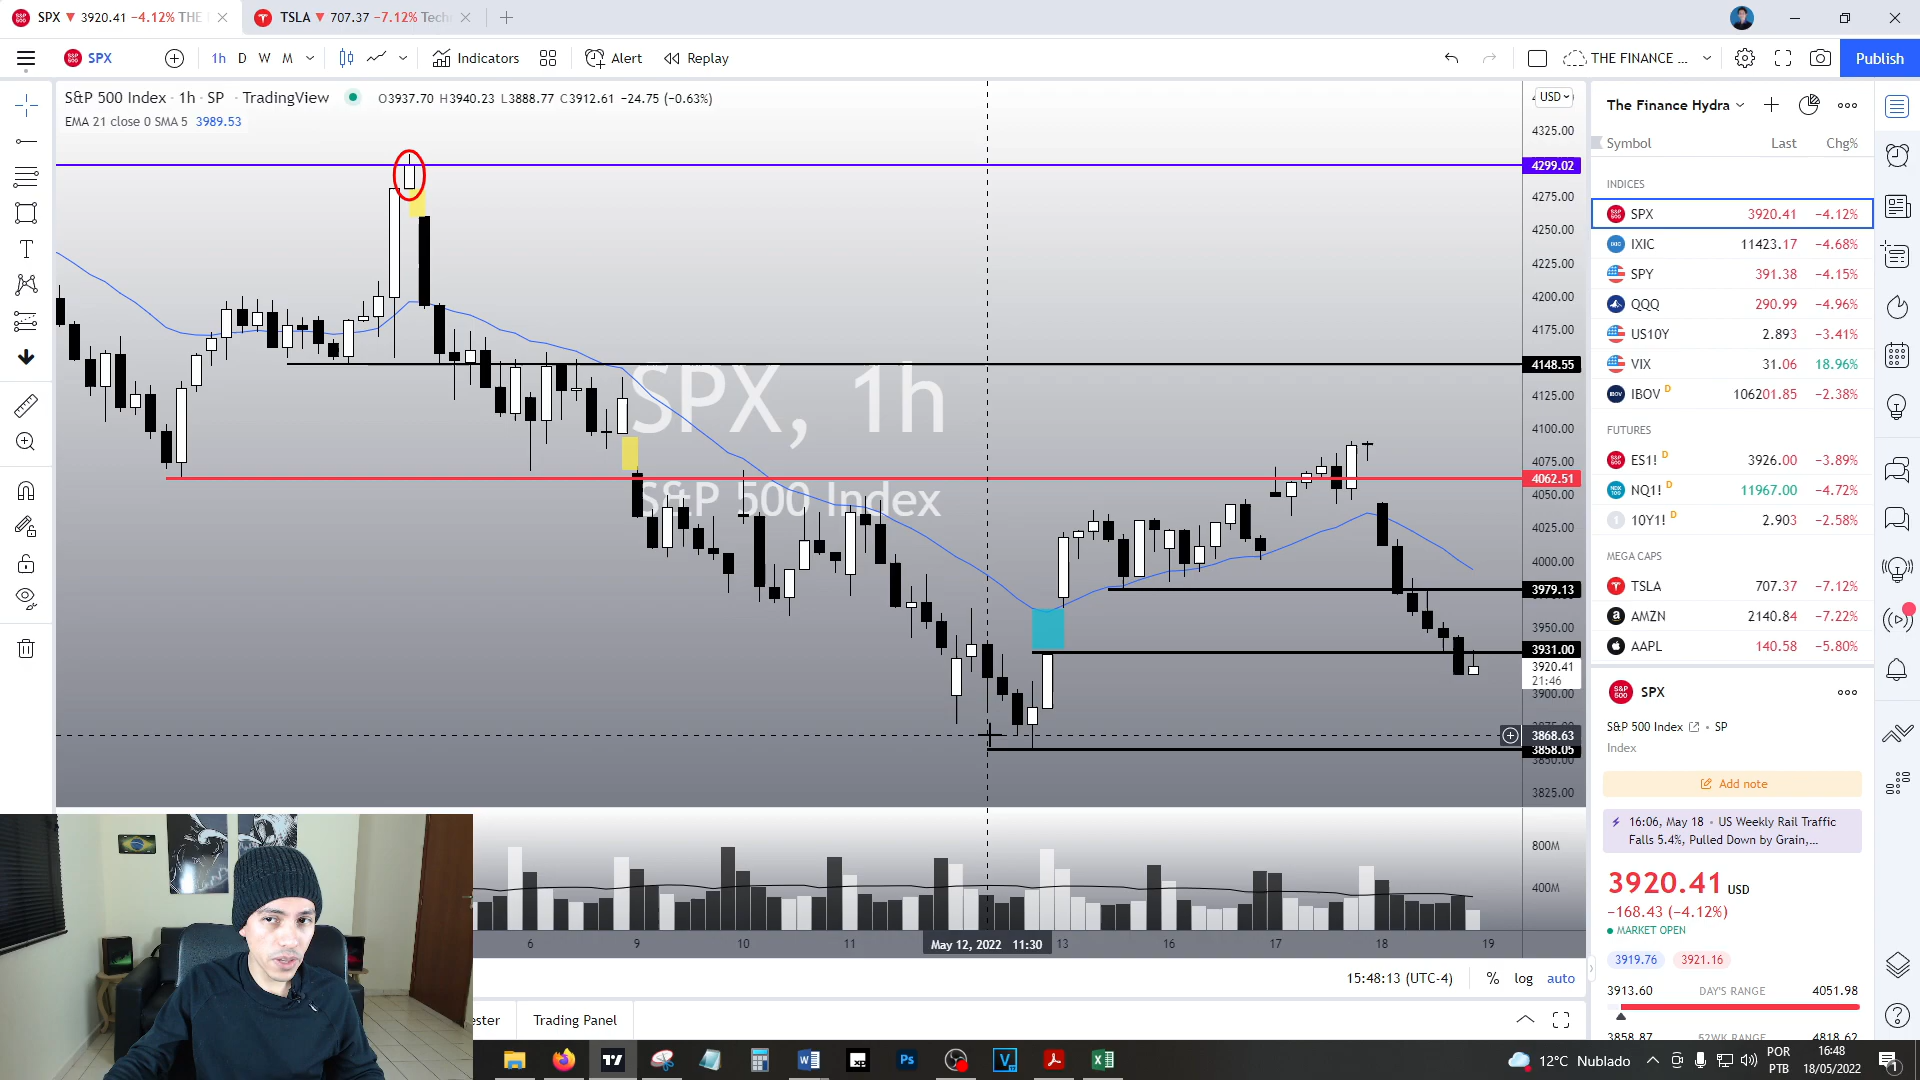 SPX ▼ 3920.41 −4.12% THE
TSLA ▼ 707.37 −7.12% Tech
SPX
1h D W M
Indicators
Alert
Replay
THE FINANCE ...
Publish
S&P 500 Index · 1h · SP · TradingView
O3937.70 H3940.23 L3888.77 C3912.61 −24.75 (−0.63%)
EMA 21 close 0 SMA 5 3989.53
SPX, 1h
S&P 500 Index
USD
4325.00
4299.02
4275.00
4250.00
4225.00
4200.00
4175.00
4148.55
4125.00
4100.00
4075.00
4062.51
4050.00
4025.00
4000.00
3979.13
3950.00
3931.00
3920.41
21:46
3900.00
3868.63
3858.05
3850.00
3825.00
800M
400M
6 9 10 11 May 12, 2022 11:30 13 16 17 18 19
15:48:13 (UTC-4) % log auto
ester
Trading Panel
The Finance Hydra
Symbol Last Chg%
INDICES
SPX 3920.41 −4.12%
IXIC 11423.17 −4.68%
SPY 391.38 −4.15%
QQQ 290.99 −4.96%
US10Y 2.893 −3.41%
VIX 31.06 18.96%
IBOV D 106201.85 −2.38%
FUTURES
ES1! D 3926.00 −3.89%
NQ1! D 11967.00 −4.72%
10Y1! D 2.903 −2.58%
MEGA CAPS
TSLA 707.37 −7.12%
AMZN 2140.84 −7.22%
AAPL 140.58 −5.80%
SPX
S&P 500 Index • SP
Index
Add note
16:06, May 18 • US Weekly Rail Traffic
Falls 5.4%, Pulled Down by Grain,...
3920.41 USD
−168.43 (−4.12%)
MARKET OPEN
3919.76 3921.16
3913.60 DAY'S RANGE 4051.98
3858.87 52WK RANGE 4818.62
12°C Nublado
POR
PTB
16:48
18/05/2022